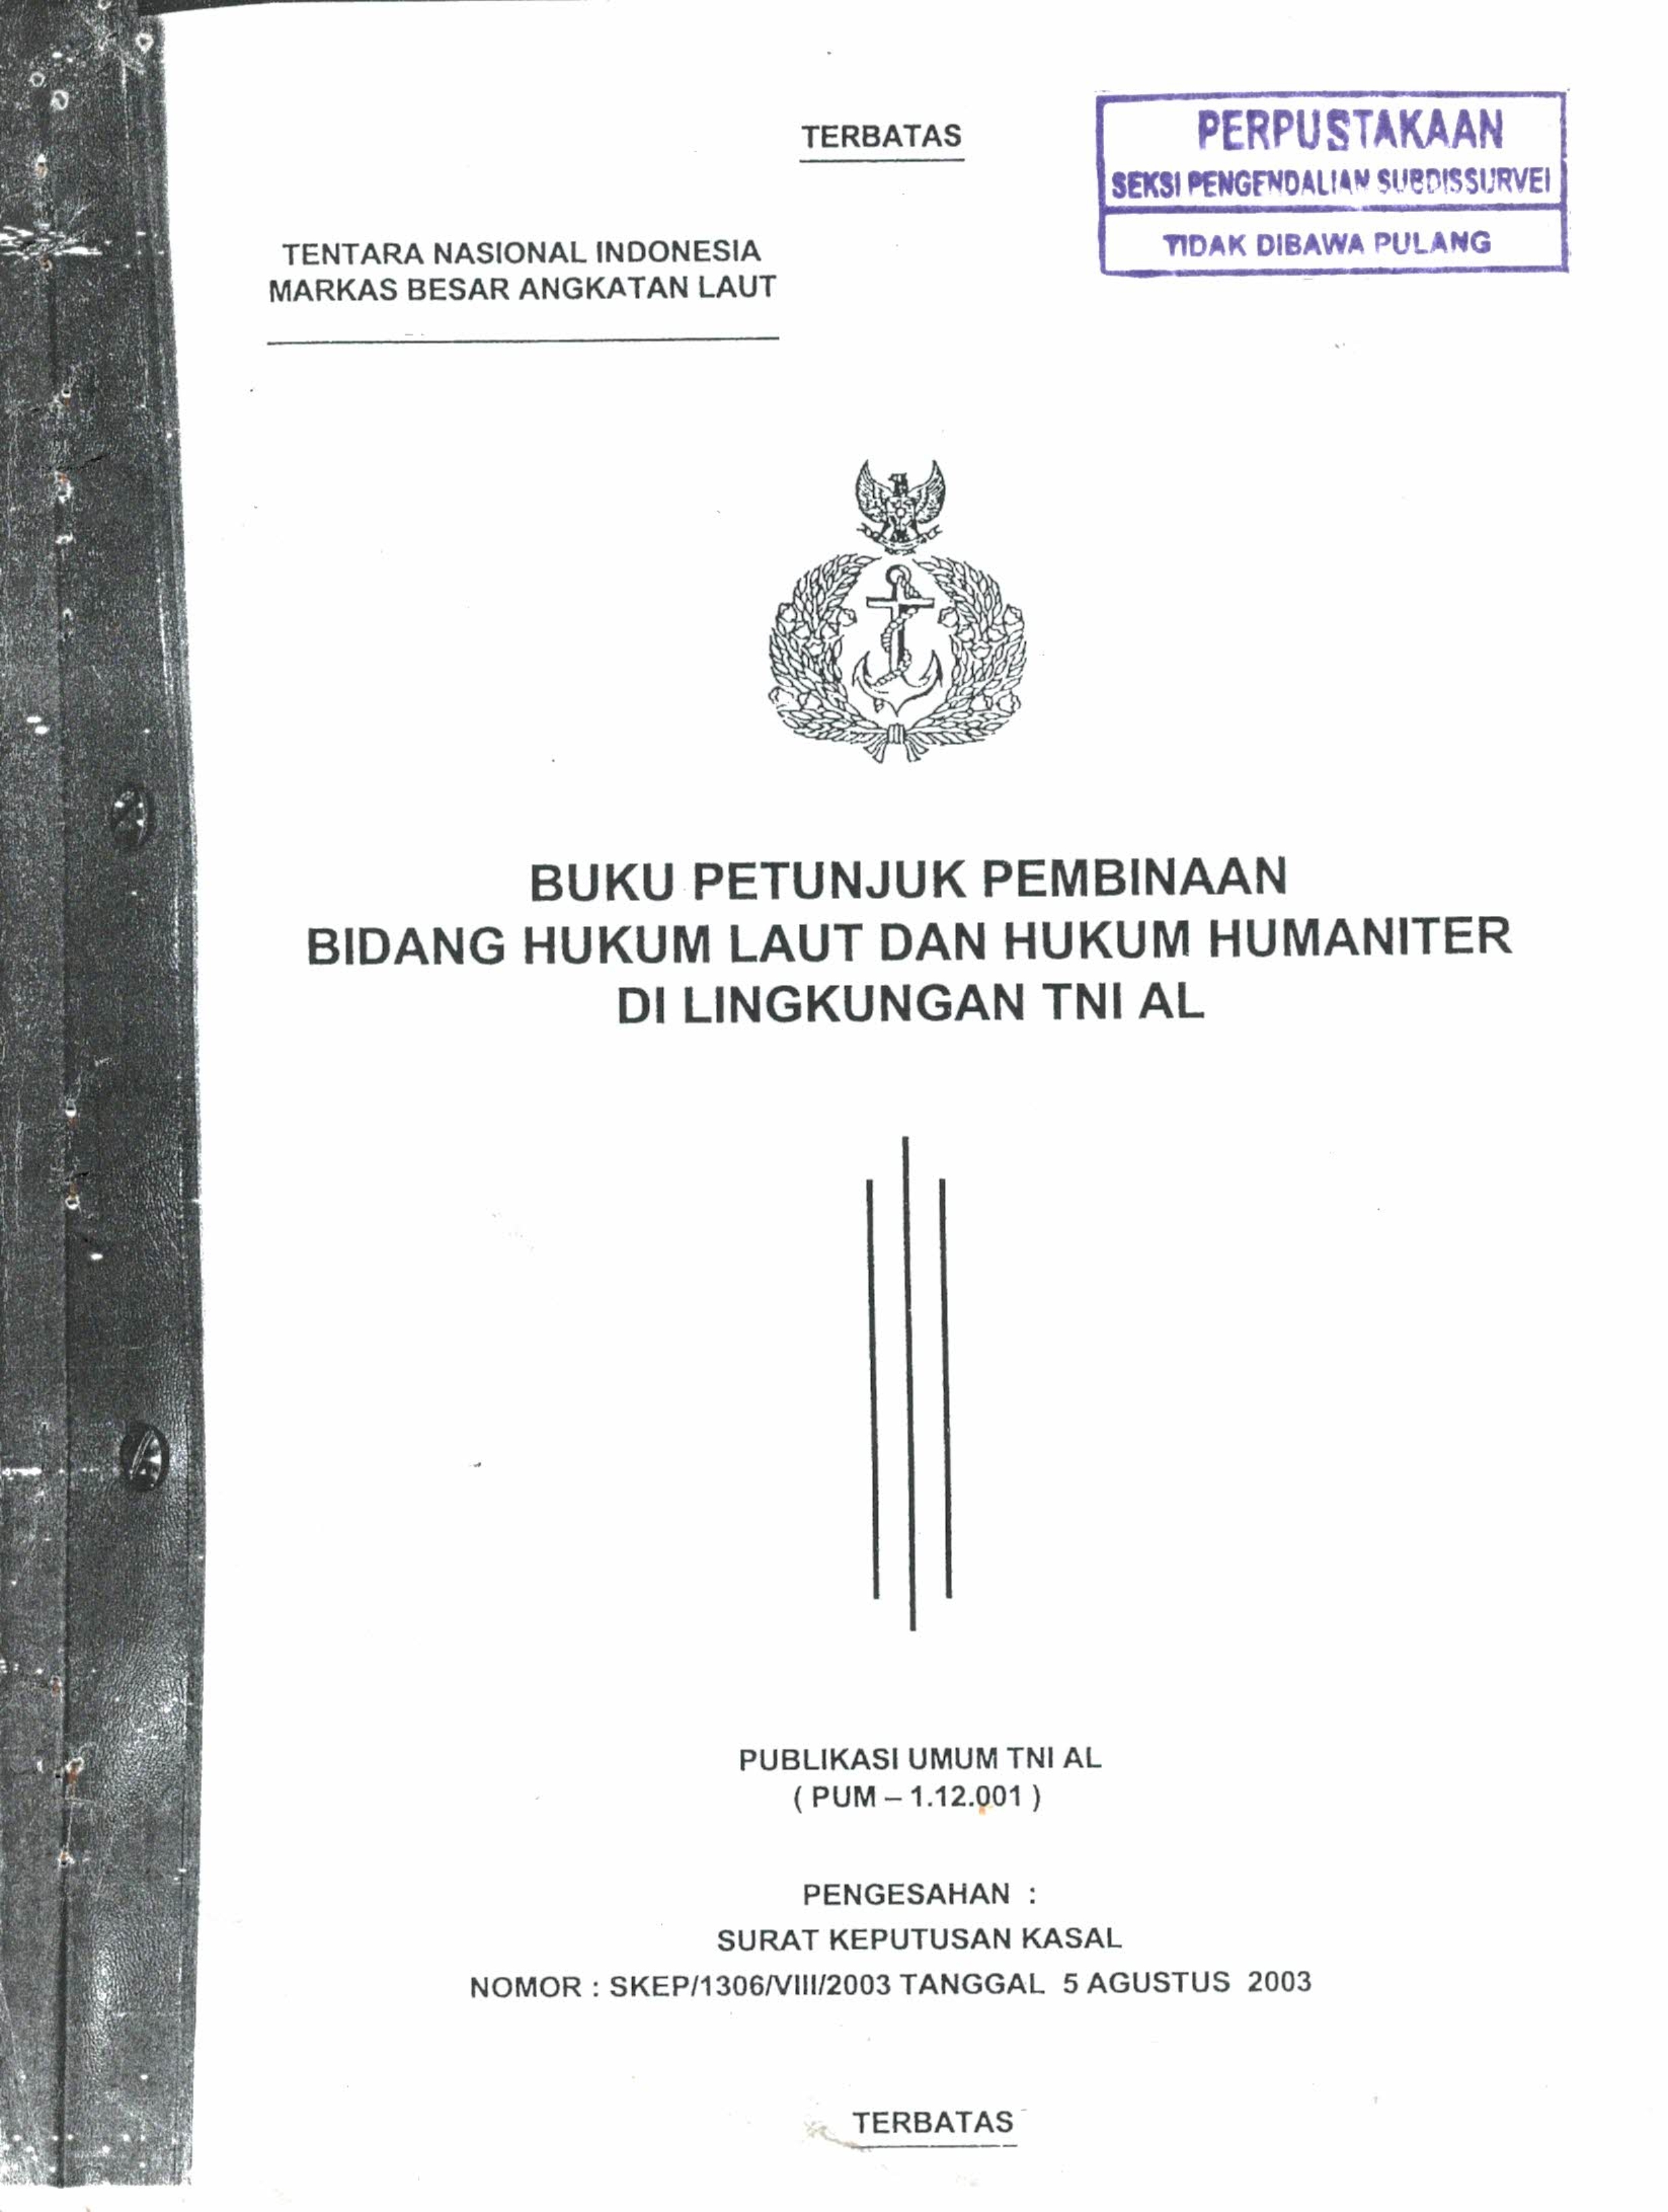 TERBATAS
PERPUSTAKAAN
SEKSI PENGENDALIAN SUBDISSURVEI
TIDAK DIBAWA PULANG
TENTARA NASIONAL INDONESIA
MARKAS BESAR ANGKATAN LAUT
BUKU PETUNJUK PEMBINAAN
BIDANG HUKUM LAUT DAN HUKUM HUMANITER
DI LINGKUNGAN TNI AL
PUBLIKASI UMUM TNI AL
( PUM – 1.12.001 )
PENGESAHAN :
SURAT KEPUTUSAN KASAL
NOMOR : SKEP/1306/VIII/2003 TANGGAL 5 AGUSTUS 2003
TERBATAS